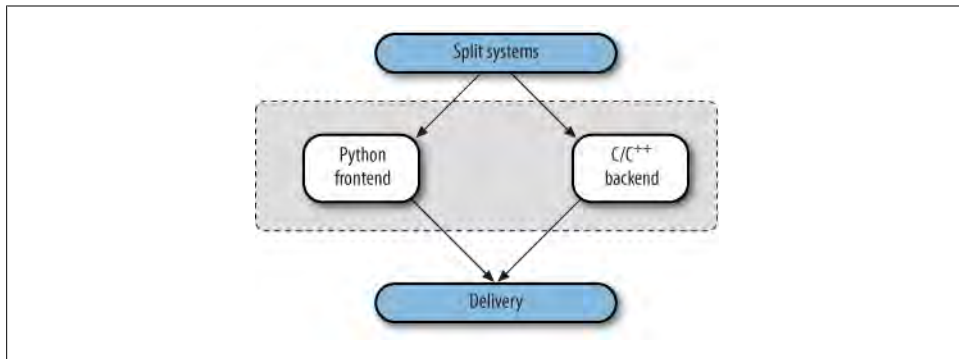 Split systems
Python
frontend
C/C++
backend
Delivery